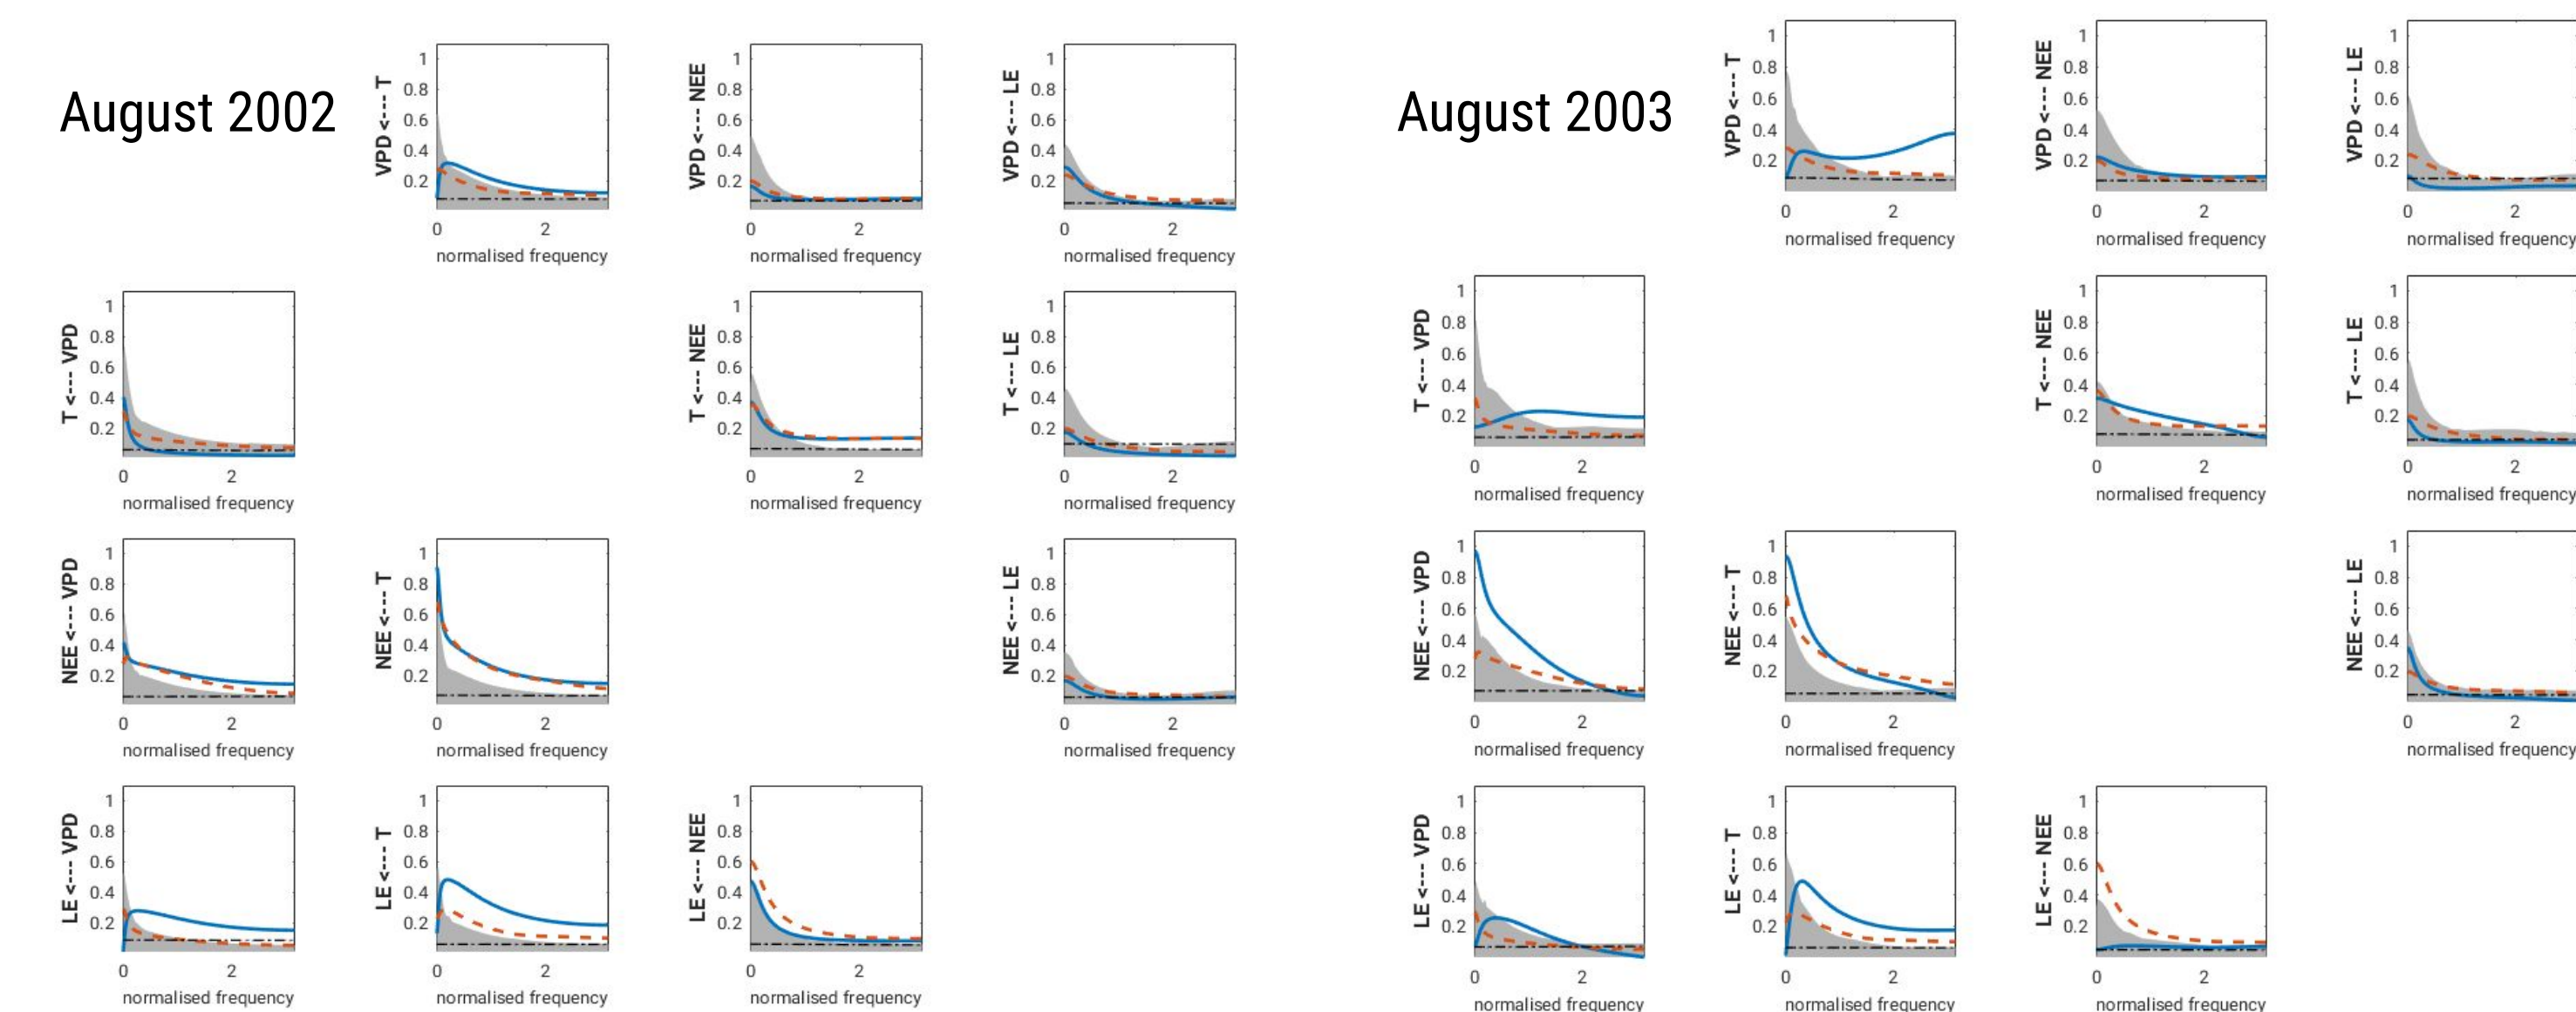 August 2002
VPD <---- T
1
0.8
0.6
0.4
0.2
0 2
normalised frequency
VPD <---- NEE
1
0.8
0.6
0.4
0.2
0 2
normalised frequency
VPD <---- LE
1
0.8
0.6
0.4
0.2
0 2
normalised frequency
T <---- VPD
1
0.8
0.6
0.4
0.2
0 2
normalised frequency
T <---- NEE
1
0.8
0.6
0.4
0.2
0 2
normalised frequency
T <---- LE
1
0.8
0.6
0.4
0.2
0 2
normalised frequency
NEE <---- VPD
1
0.8
0.6
0.4
0.2
0 2
normalised frequency
NEE <---- T
1
0.8
0.6
0.4
0.2
0 2
normalised frequency
NEE <---- LE
1
0.8
0.6
0.4
0.2
0 2
normalised frequency
LE <---- VPD
1
0.8
0.6
0.4
0.2
0 2
normalised frequency
LE <---- T
1
0.8
0.6
0.4
0.2
0 2
normalised frequency
LE <---- NEE
1
0.8
0.6
0.4
0.2
0 2
normalised frequency
August 2003
VPD <---- T
1
0.8
0.6
0.4
0.2
0 2
normalised frequency
VPD <---- NEE
1
0.8
0.6
0.4
0.2
0 2
normalised frequency
VPD <---- LE
1
0.8
0.6
0.4
0.2
0 2
normalised frequency
T <---- VPD
1
0.8
0.6
0.4
0.2
0 2
normalised frequency
T <---- NEE
1
0.8
0.6
0.4
0.2
0 2
normalised frequency
T <---- LE
1
0.8
0.6
0.4
0.2
0 2
normalised frequency
NEE <---- VPD
1
0.8
0.6
0.4
0.2
0 2
normalised frequency
NEE <---- T
1
0.8
0.6
0.4
0.2
0 2
normalised frequency
NEE <---- LE
1
0.8
0.6
0.4
0.2
0 2
normalised frequency
LE <---- VPD
1
0.8
0.6
0.4
0.2
0 2
normalised frequency
LE <---- T
1
0.8
0.6
0.4
0.2
0 2
normalised frequency
LE <---- NEE
1
0.8
0.6
0.4
0.2
0 2
normalised frequency